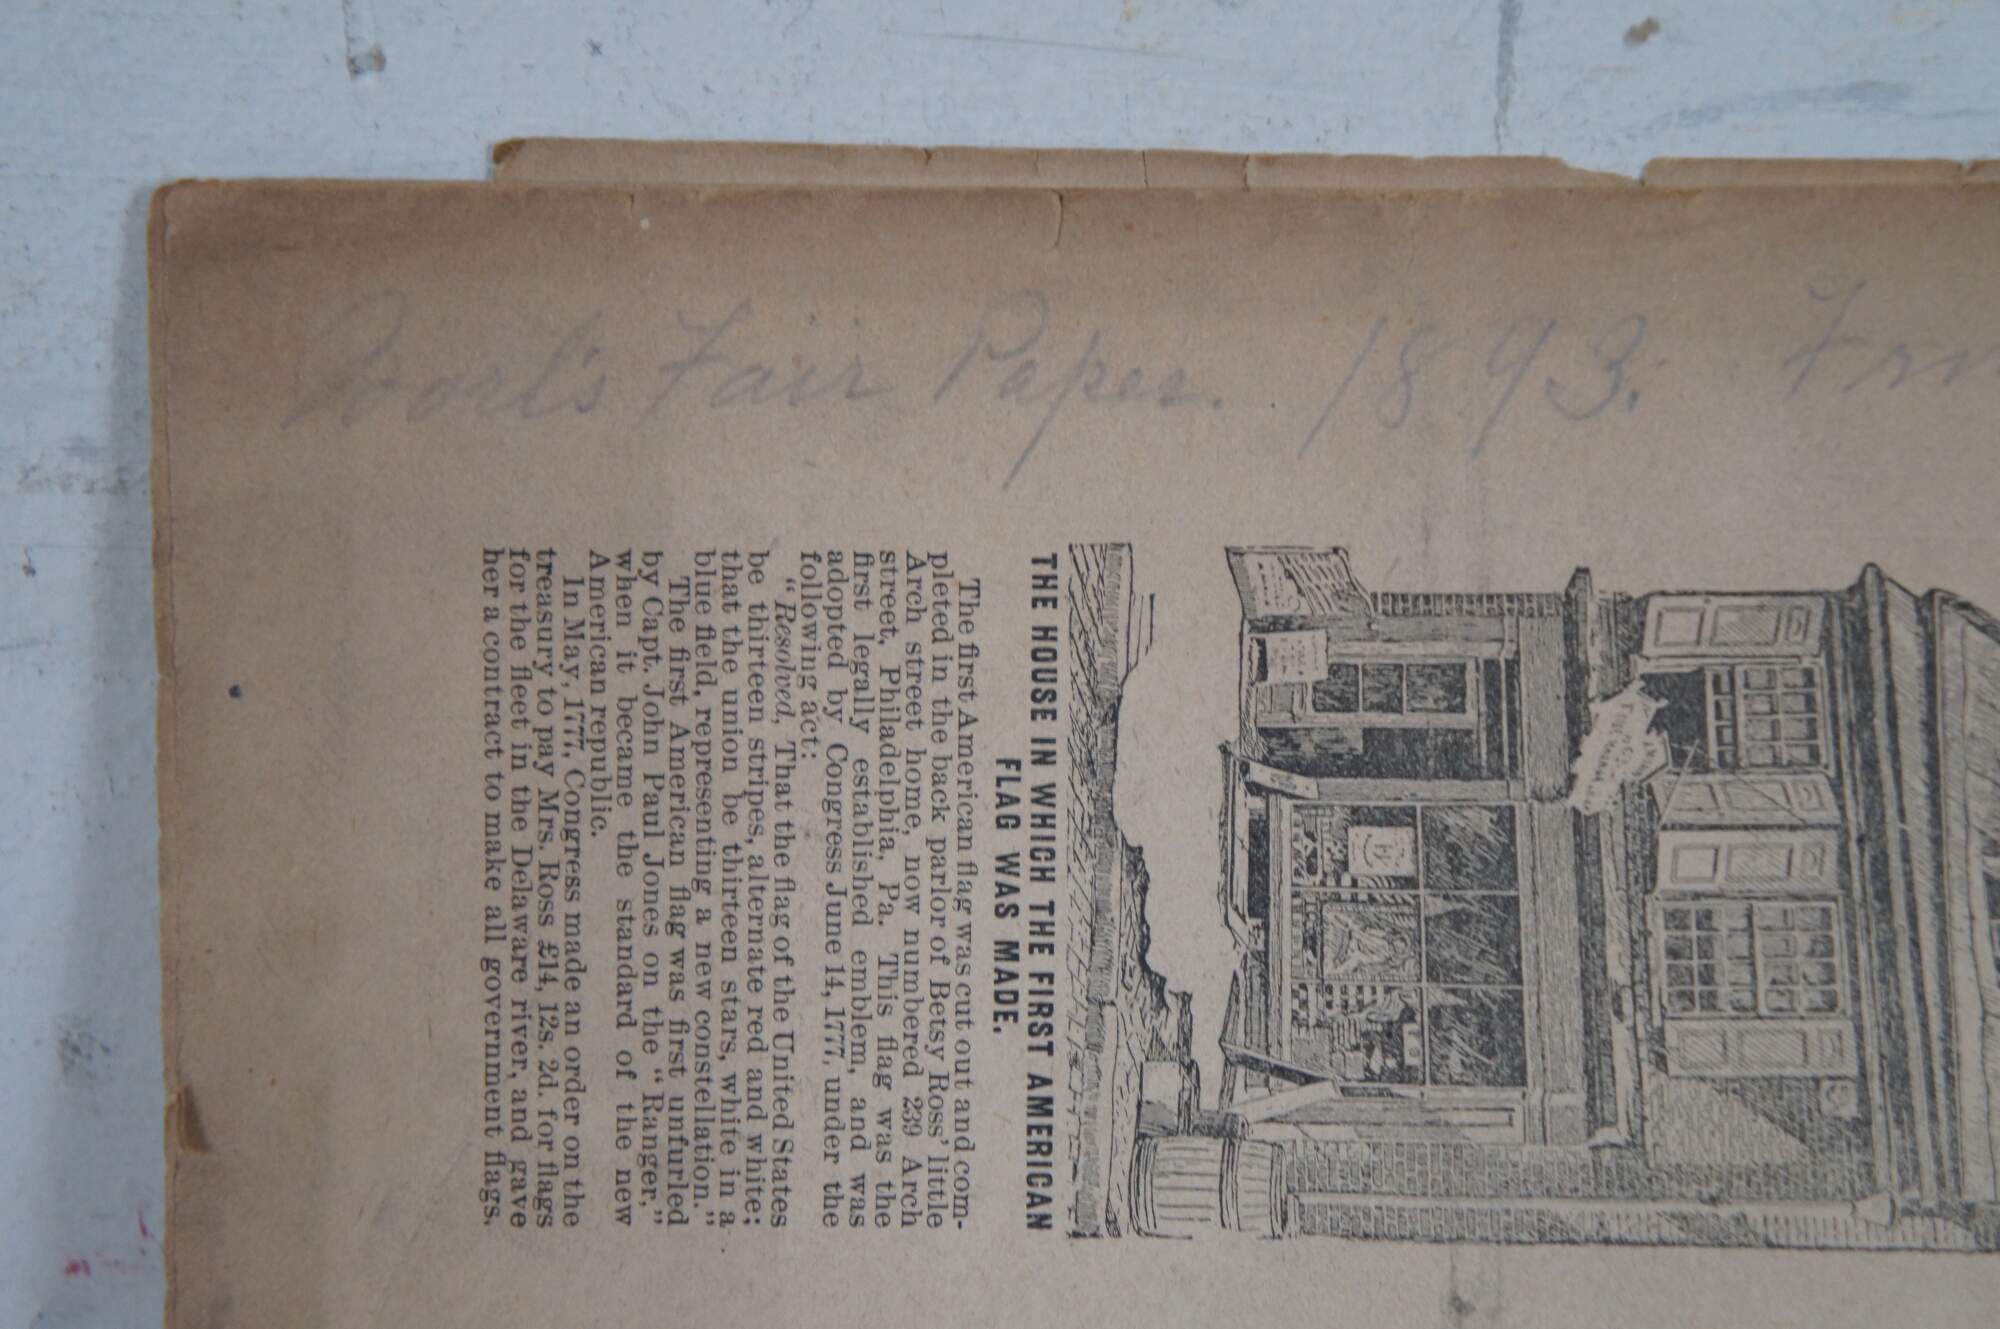 Worl's Fair Paper. 1893.
THE HOUSE IN WHICH THE FIRST AMERICAN
FLAG WAS MADE.
The first American flag was cut out and com-
pleted in the back parlor of Betsy Ross' little
Arch street home, now numbered 239 Arch
street, Philadelphia, Pa. This flag was the
first legally established emblem, and was
adopted by Congress June 14, 1777, under the
following act:
"Resolved, That the flag of the United States
be thirteen stripes, alternate red and white;
that the union be thirteen stars, white in a
blue field, representing a new constellation."
The first American flag was first unfurled
by Capt. John Paul Jones on the "Ranger,"
when it became the standard of the new
American republic.
In May, 1777, Congress made an order on the
treasury to pay Mrs. Ross £14, 12s. 2d. for flags
for the fleet in the Delaware river, and gave
her a contract to make all government flags.